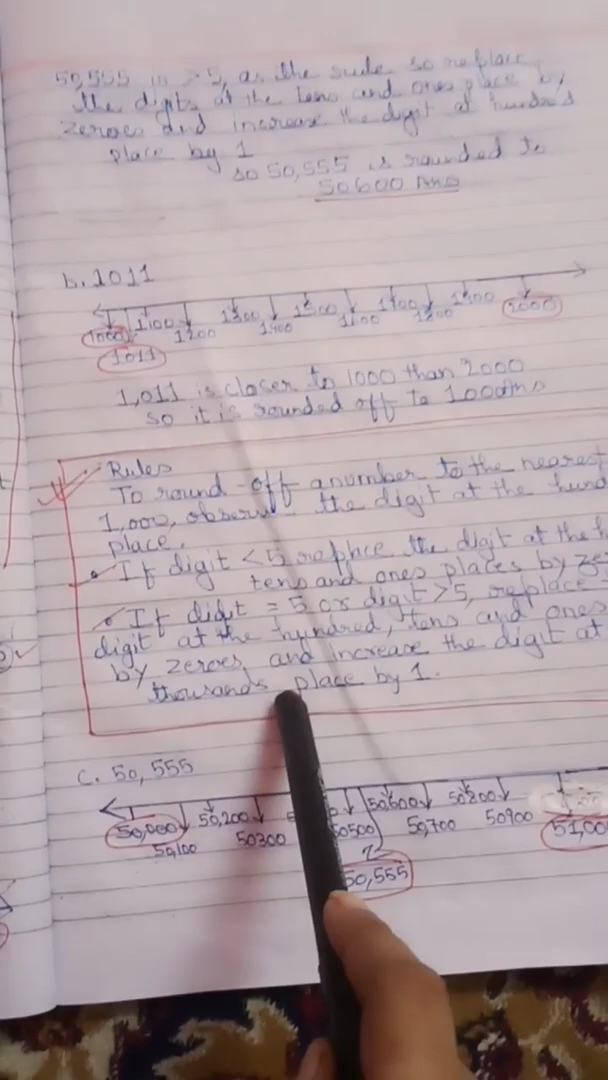 50,555 is > 5, as the rule so replace
the digits at the tens and ones place by
zeroes and increase the digit at hundreds
place by 1
so 50,555 is rounded to
50600 Ans
b. 1011
1000 1100 1200 1300 1400 1500 1600 1700 1800 1900 2000
1011
1,011 is closer to 1000 than 2000
so it is rounded off to 1000Ans
Rules
To round-off a number to the nearest
1,000, observe the digit at the hund
place.
If digit <5 replace the digit at the h
tens and ones places by ze
If digit = 5 or digit >5, replace
digit at the hundred, tens and ones
by zeroes and increase the digit at
thousands place by 1.
c. 50,555
50,000 50,100 50,200 50300 50500 50,600 50,700 50,800 50900 51,00
50,555